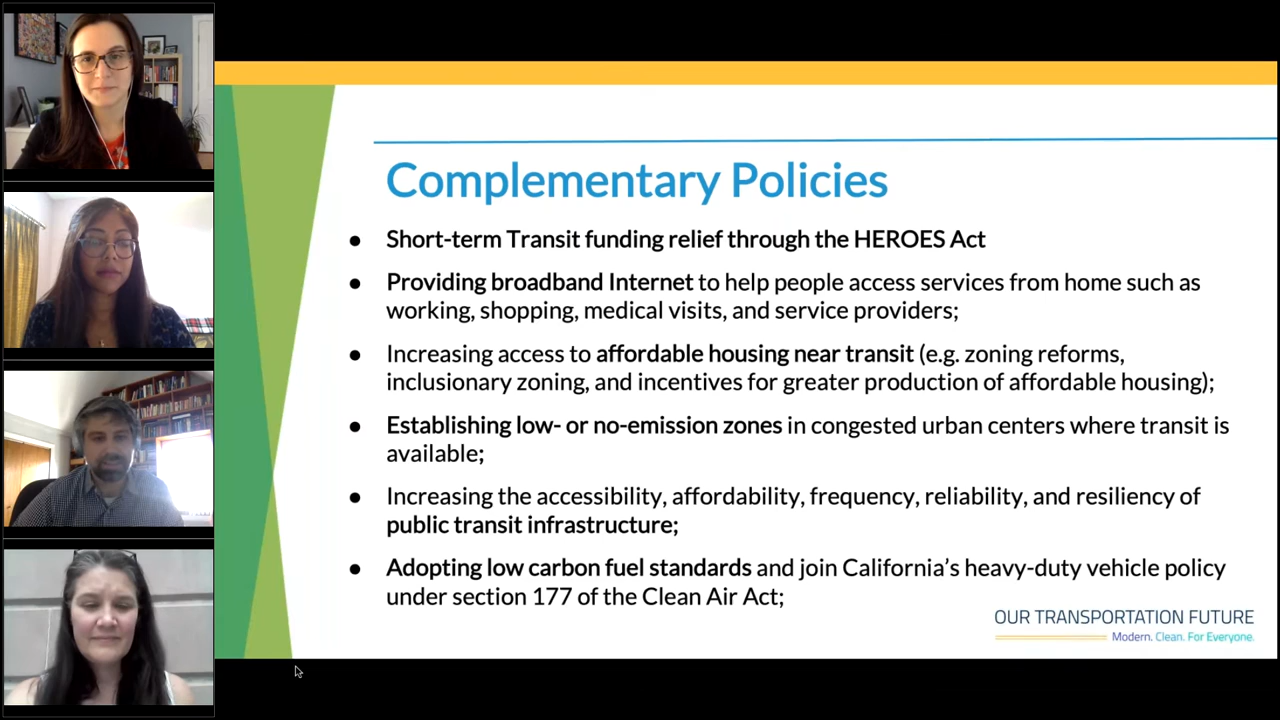 Complementary Policies
● Short-term Transit funding relief through the HEROES Act
● Providing broadband Internet to help people access services from home such as
working, shopping, medical visits, and service providers;
● Increasing access to affordable housing near transit (e.g. zoning reforms,
inclusionary zoning, and incentives for greater production of affordable housing);
● Establishing low- or no-emission zones in congested urban centers where transit is
available;
● Increasing the accessibility, affordability, frequency, reliability, and resiliency of
public transit infrastructure;
● Adopting low carbon fuel standards and join California’s heavy-duty vehicle policy
under section 177 of the Clean Air Act;
OUR TRANSPORTATION FUTURE
Modern. Clean. For Everyone.